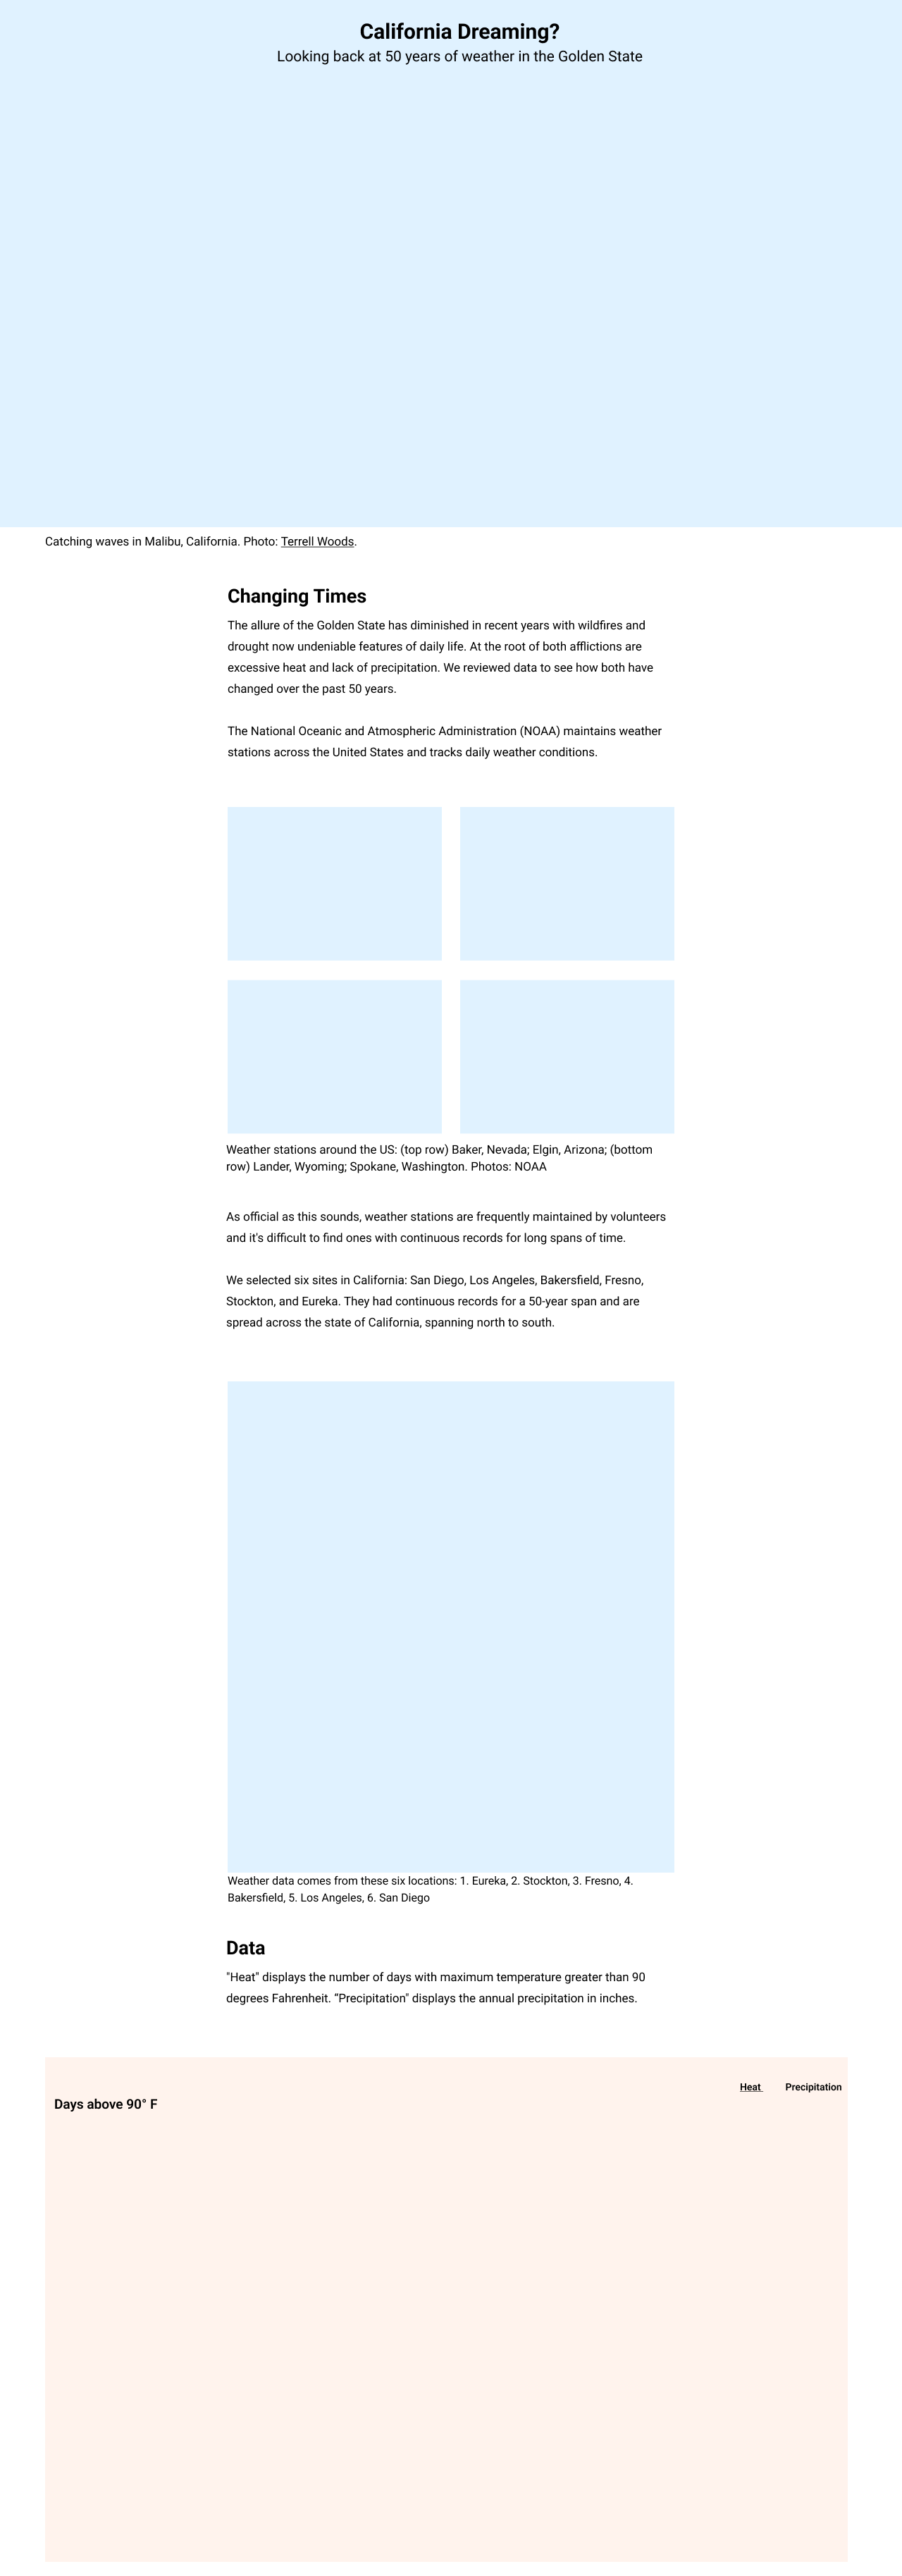 California Dreaming?
Looking back at 50 years of weather in the Golden State
Catching waves in Malibu, California. Photo: Terrell Woods.
Changing Times
The allure of the Golden State has diminished in recent years with wildfires and
drought now undeniable features of daily life. At the root of both afflictions are
excessive heat and lack of precipitation. We reviewed data to see how both have
changed over the past 50 years.
The National Oceanic and Atmospheric Administration (NOAA) maintains weather
stations across the United States and tracks daily weather conditions.
Weather stations around the US: (top row) Baker, Nevada; Elgin, Arizona; (bottom
row) Lander, Wyoming; Spokane, Washington. Photos: NOAA
As official as this sounds, weather stations are frequently maintained by volunteers
and it's difficult to find ones with continuous records for long spans of time.
We selected six sites in California: San Diego, Los Angeles, Bakersfield, Fresno,
Stockton, and Eureka. They had continuous records for a 50-year span and are
spread across the state of California, spanning north to south.
Weather data comes from these six locations: 1. Eureka, 2. Stockton, 3. Fresno, 4.
Bakersfield, 5. Los Angeles, 6. San Diego
Data
"Heat" displays the number of days with maximum temperature greater than 90
degrees Fahrenheit. “Precipitation" displays the annual precipitation in inches.
Heat Precipitation
Days above 90° F